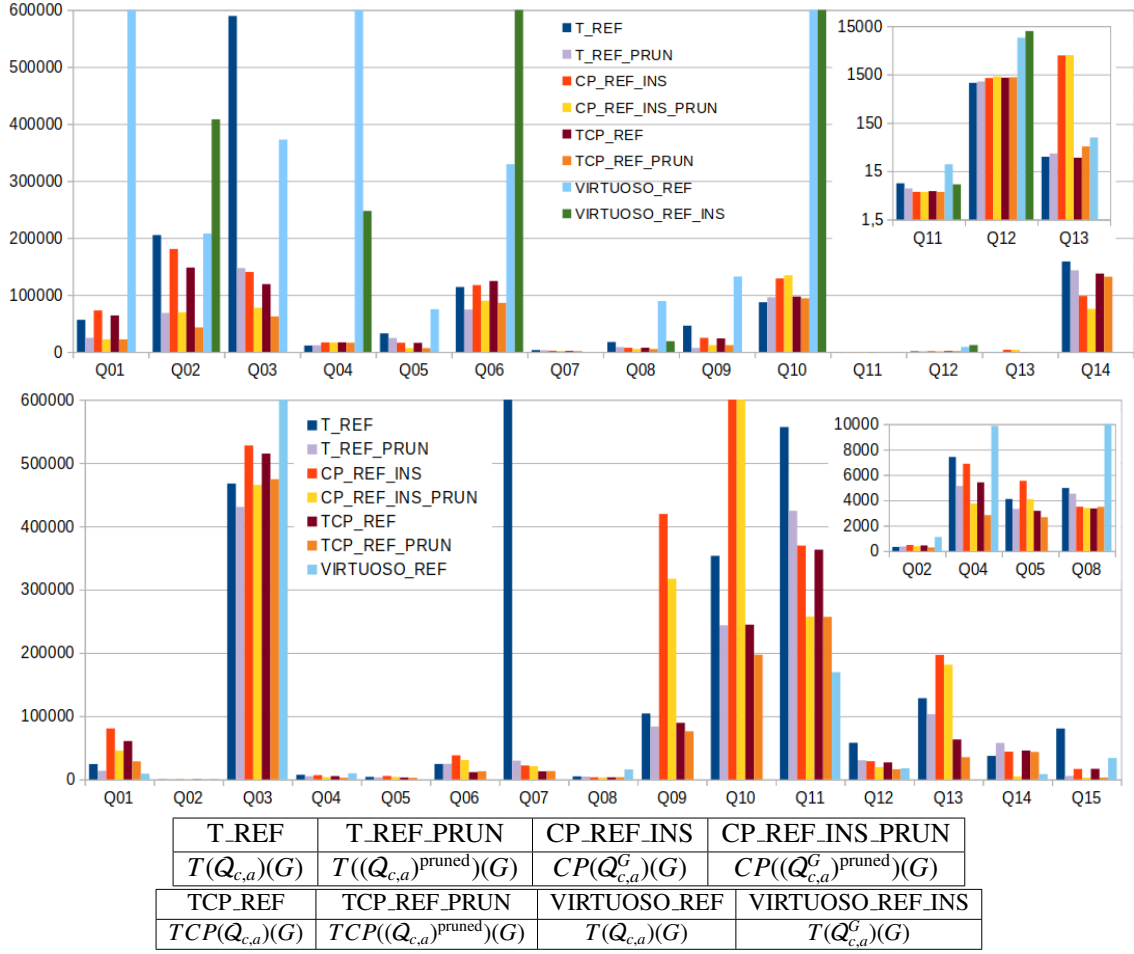 600000
500000
400000
300000
200000
100000
0
T_REF
T_REF_PRUN
CP_REF_INS
CP_REF_INS_PRUN
TCP_REF
TCP_REF_PRUN
VIRTUOSO_REF
VIRTUOSO_REF_INS
15000
1500
150
15
1,5
Q11 Q12 Q13
Q01 Q02 Q03 Q04 Q05 Q06 Q07 Q08 Q09 Q10 Q11 Q12 Q13 Q14
600000
500000
400000
300000
200000
100000
0
T_REF
T_REF_PRUN
CP_REF_INS
CP_REF_INS_PRUN
TCP_REF
TCP_REF_PRUN
VIRTUOSO_REF
10000
8000
6000
4000
2000
0
Q02 Q04 Q05 Q08
Q01 Q02 Q03 Q04 Q05 Q06 Q07 Q08 Q09 Q10 Q11 Q12 Q13 Q14 Q15
T_REF T_REF_PRUN CP_REF_INS CP_REF_INS_PRUN
T(Q_{c,a})(G) T((Q_{c,a})^{pruned})(G) CP(Q^G_{c,a})(G) CP((Q^G_{c,a})^{pruned})(G)
TCP_REF TCP_REF_PRUN VIRTUOSO_REF VIRTUOSO_REF_INS
TCP(Q_{c,a})(G) TCP((Q_{c,a})^{pruned})(G) T(Q_{c,a})(G) T(Q^G_{c,a})(G)